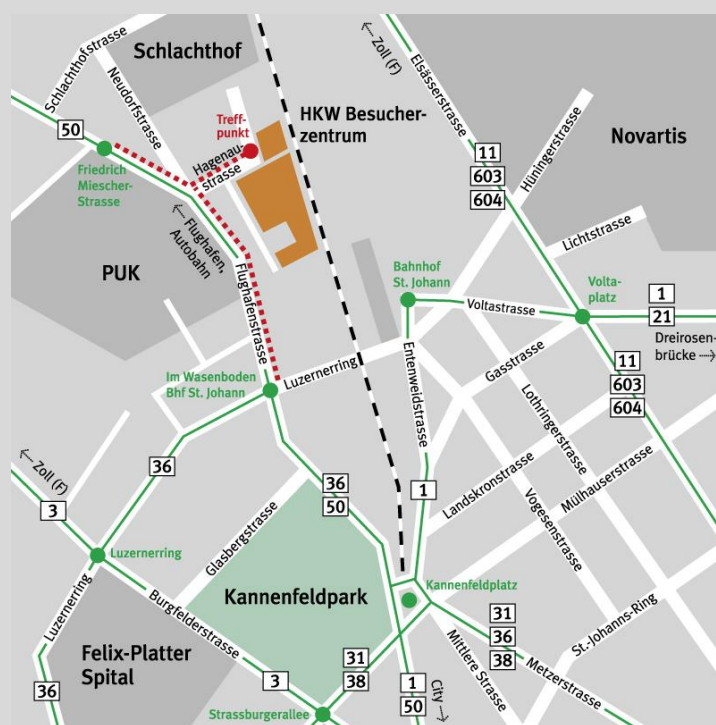 Schlachthofstrasse
Schlachthof
Neudorfstrasse
50
Friedrich
Miescher-
Strasse
Treff-
punkt
Hagenau-
strasse
HKW Besucher-
zentrum
Zoll (F)
Elsässerstrasse
11
603
604
Hüningerstrasse
Novartis
Lichtstrasse
PUK
Flughafen,
Autobahn
Flughafenstrasse
Bahnhof
St. Johann
Voltastrasse
Volta-
platz
1
21
Dreirosen-
brücke
11
603
604
Im Wasenboden
Bhf St. Johann
Luzernerring
Entenweidstrasse
Gasstrasse
Lothringerstrasse
36
Zoll (F)
3
36
50
1
Landskronstrasse
Mülhauserstrasse
Vogesenstrasse
Luzernerring
Glasbergstrasse
Luzernerring
Burgfelderstrasse
Kannenfeldpark
Kannenfeldplatz
31
36
38
St.-Johanns-Ring
Felix-Platter
Spital
36
3
31
38
1
50
City
Mittlere Strasse
Metzerstrasse
Strassburgerallee